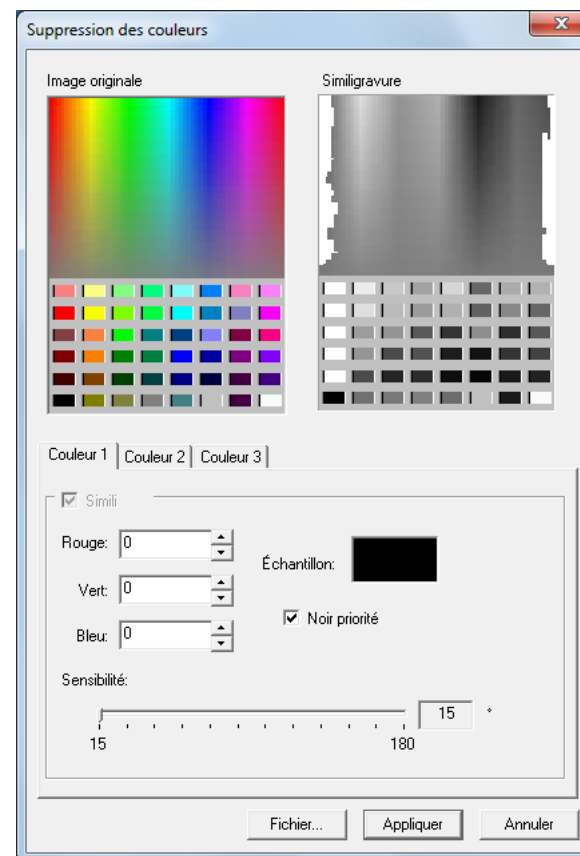 Suppression des couleurs
Image originale
Similigravure
Couleur 1
Couleur 2
Couleur 3
Simili
Rouge:
0
Échantillon:
Vert:
0
Noir priorité
Bleu:
0
Sensibilité:
15 °
15
180
Fichier...
Appliquer
Annuler